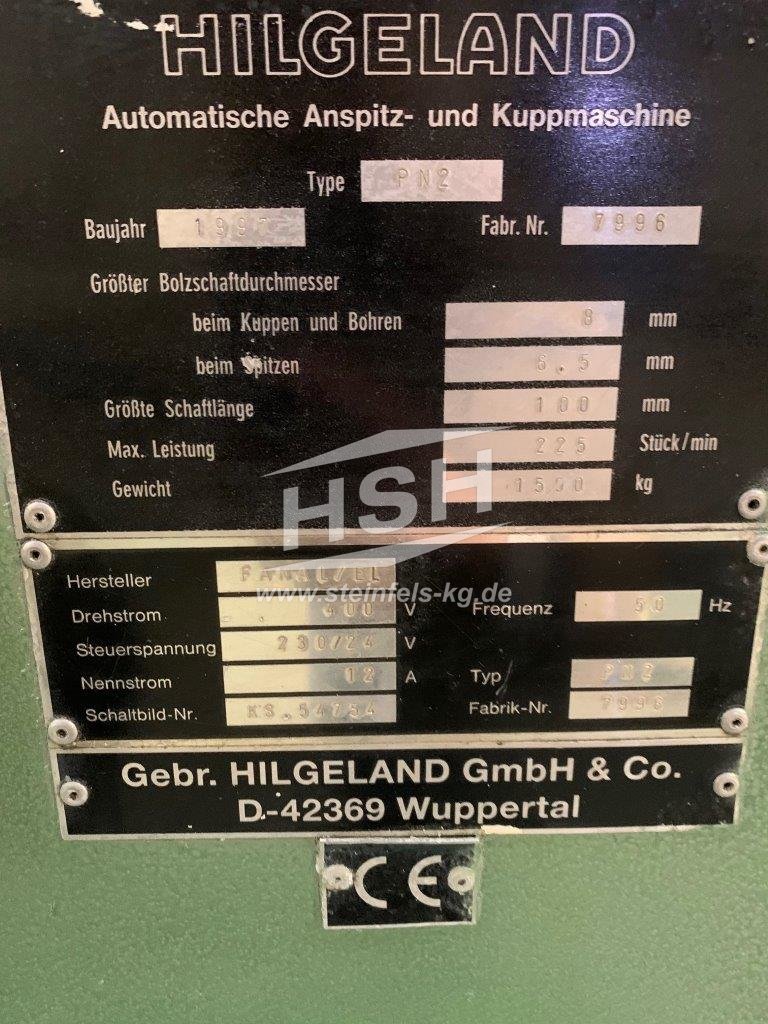 HILGELAND
Automatische Anspitz- und Kuppmaschine
Type PN2
Baujahr Fabr. Nr. 7996
Größter Bolzschaftdurchmesser
beim Kuppen und Bohren 8 mm
beim Spitzen 6.5 mm
Größte Schaftlänge 100 mm
Max. Leistung 225 Stück/min
Gewicht 1500 kg
HSH
www.steinfels-kg.de
Hersteller
Drehstrom 400 V Frequenz 50 Hz
Steuerspannung 230/24 V
Nennstrom 12 A Typ PN2
Schaltbild-Nr. Fabrik-Nr. 7996
Gebr. HILGELAND GmbH & Co.
D-42369 Wuppertal
CE